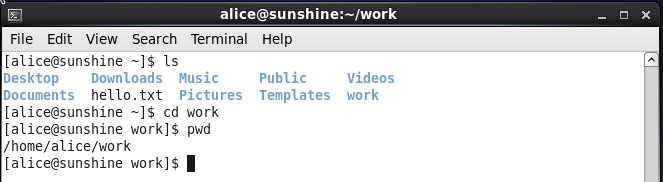 alice@sunshine:~/work
File Edit View Search Terminal Help
[alice@sunshine ~]$ ls
Desktop    Downloads  Music     Public     Videos
Documents  hello.txt  Pictures  Templates  work
[alice@sunshine ~]$ cd work
[alice@sunshine work]$ pwd
/home/alice/work
[alice@sunshine work]$